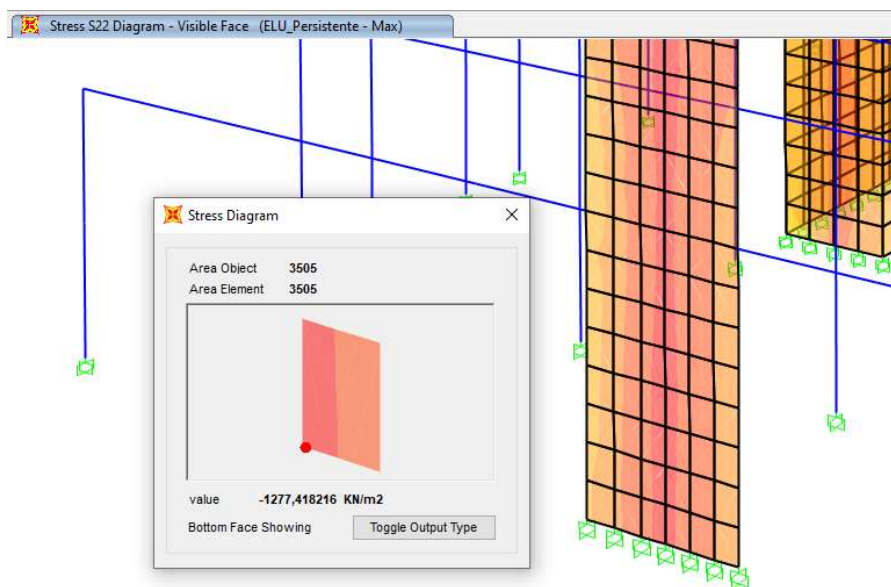 Stress S22 Diagram - Visible Face (ELU_Persistente - Max)
Stress Diagram
Area Object 3505
Area Element 3505
value -1277,418216 KN/m2
Bottom Face Showing Toggle Output Type